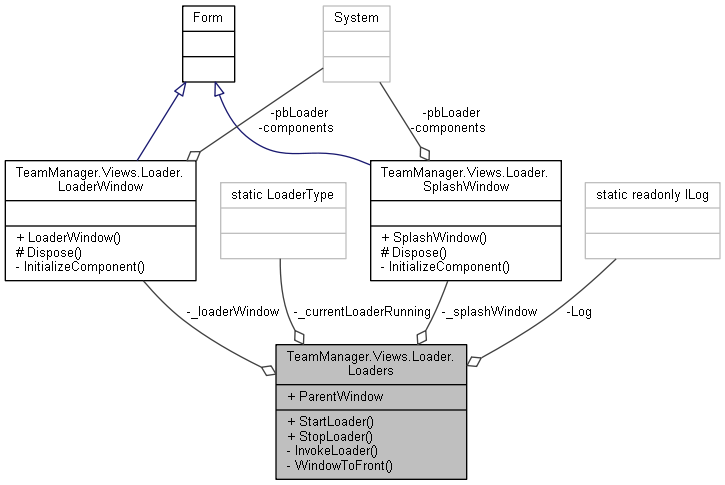 Form
System
-pbLoader
-components
-pbLoader
-components
TeamManager.Views.Loader.
LoaderWindow
+ LoaderWindow()
# Dispose()
- InitializeComponent()
static LoaderType
TeamManager.Views.Loader.
SplashWindow
+ SplashWindow()
# Dispose()
- InitializeComponent()
static readonly ILog
-_loaderWindow
-_currentLoaderRunning
-_splashWindow
-Log
TeamManager.Views.Loader.
Loaders
+ ParentWindow
+ StartLoader()
+ StopLoader()
- InvokeLoader()
- WindowToFront()